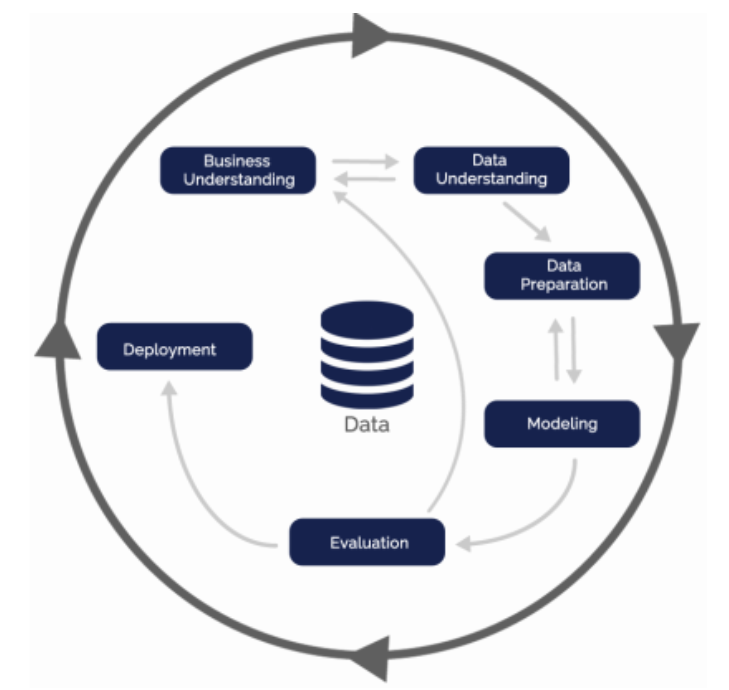 Business
Understanding
Data
Understanding
Data
Preparation
Deployment
Data
Modeling
Evaluation